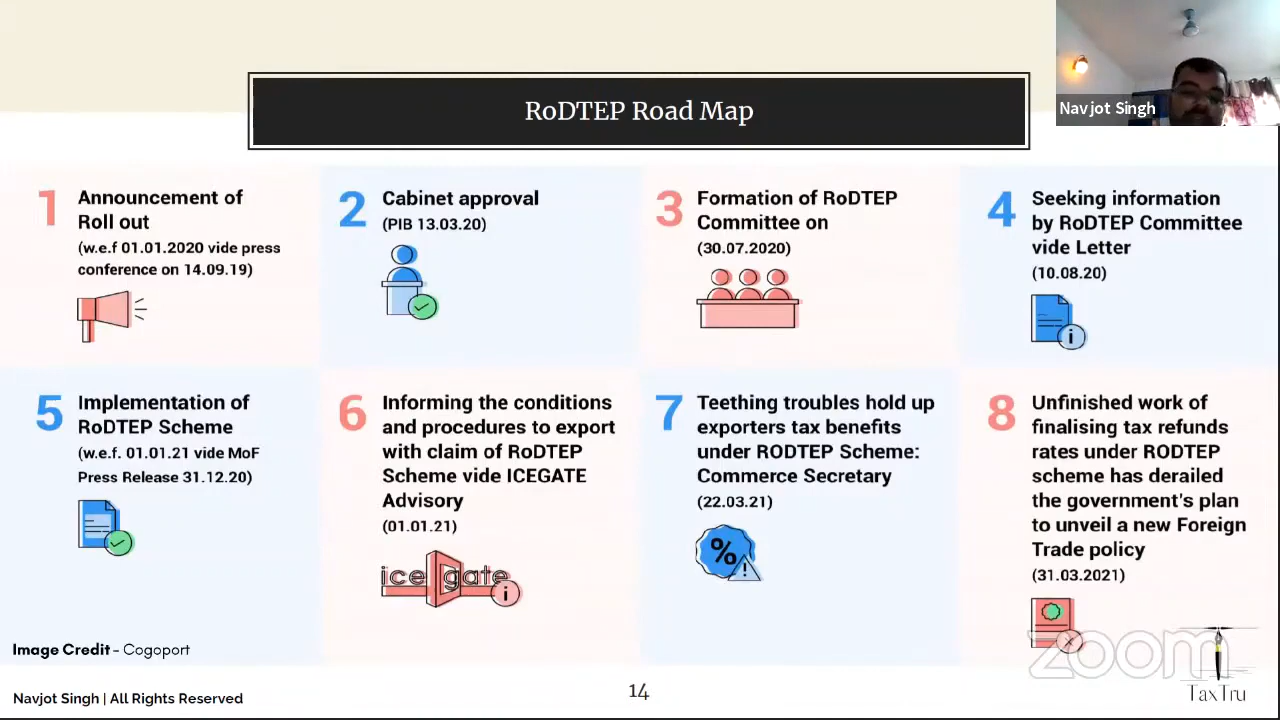 RoDTEP Road Map
Navjot Singh
1
Announcement of
Roll out
(w.e.f 01.01.2020 vide press
conference on 14.09.19)
2
Cabinet approval
(PIB 13.03.20)
3
Formation of RoDTEP
Committee on
(30.07.2020)
4
Seeking information
by RoDTEP Committee
vide Letter
(10.08.20)
i
5
Implementation of
RoDTEP Scheme
(w.e.f. 01.01.21 vide MoF
Press Release 31.12.20)
6
Informing the conditions
and procedures to export
with claim of RoDTEP
Scheme vide ICEGATE
Advisory
(01.01.21)
icegate
i
7
Teething troubles hold up
exporters tax benefits
under RODTEP Scheme:
Commerce Secretary
(22.03.21)
%
!
8
Unfinished work of
finalising tax refunds
rates under RODTEP
scheme has derailed
the government's plan
to unveil a new Foreign
Trade policy
(31.03.2021)
Image Credit - Cogoport
zoom
Navjot Singh | All Rights Reserved
14
TaxTru